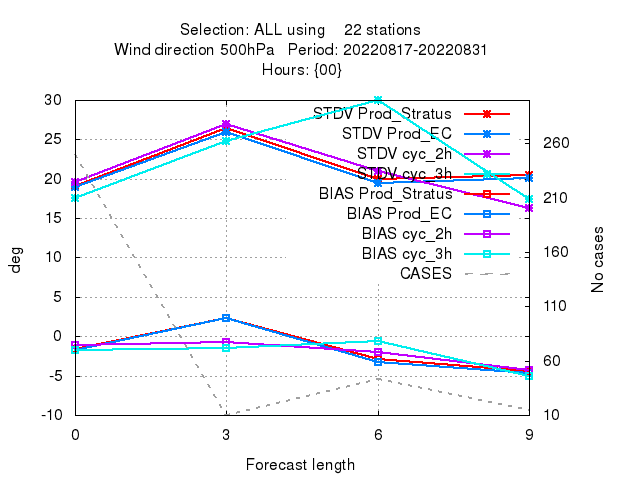 Selection: ALL using 22 stations
Wind direction 500hPa Period: 20220817-20220831
Hours: {00}
30
25
20
15
10
5
0
-5
-10
deg
STDV Prod_Stratus
STDV Prod_EC
STDV cyc_2h
STDV cyc_3h
BIAS Prod_Stratus
BIAS Prod_EC
BIAS cyc_2h
BIAS cyc_3h
CASES
260
210
160
110
60
10
No cases
0 3 6 9
Forecast length